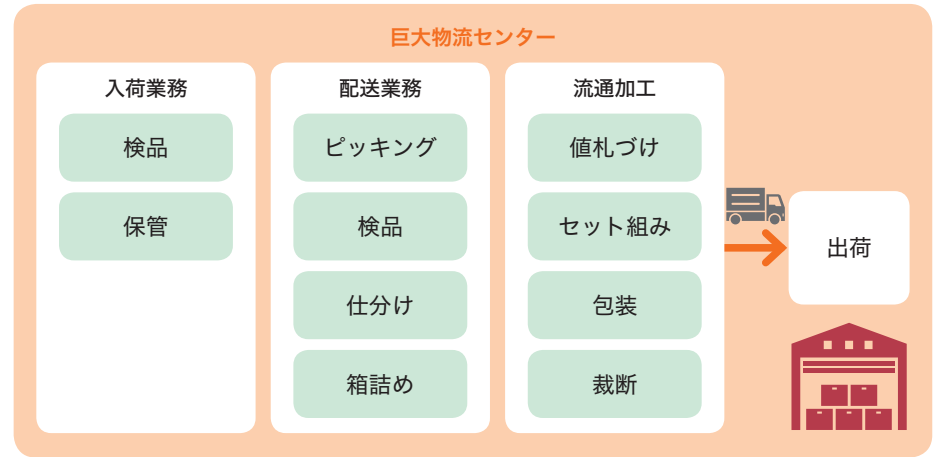 巨大物流センター
入荷業務
検品
保管
配送業務
ピッキング
検品
仕分け
箱詰め
流通加工
値札づけ
セット組み
包装
裁断
出荷